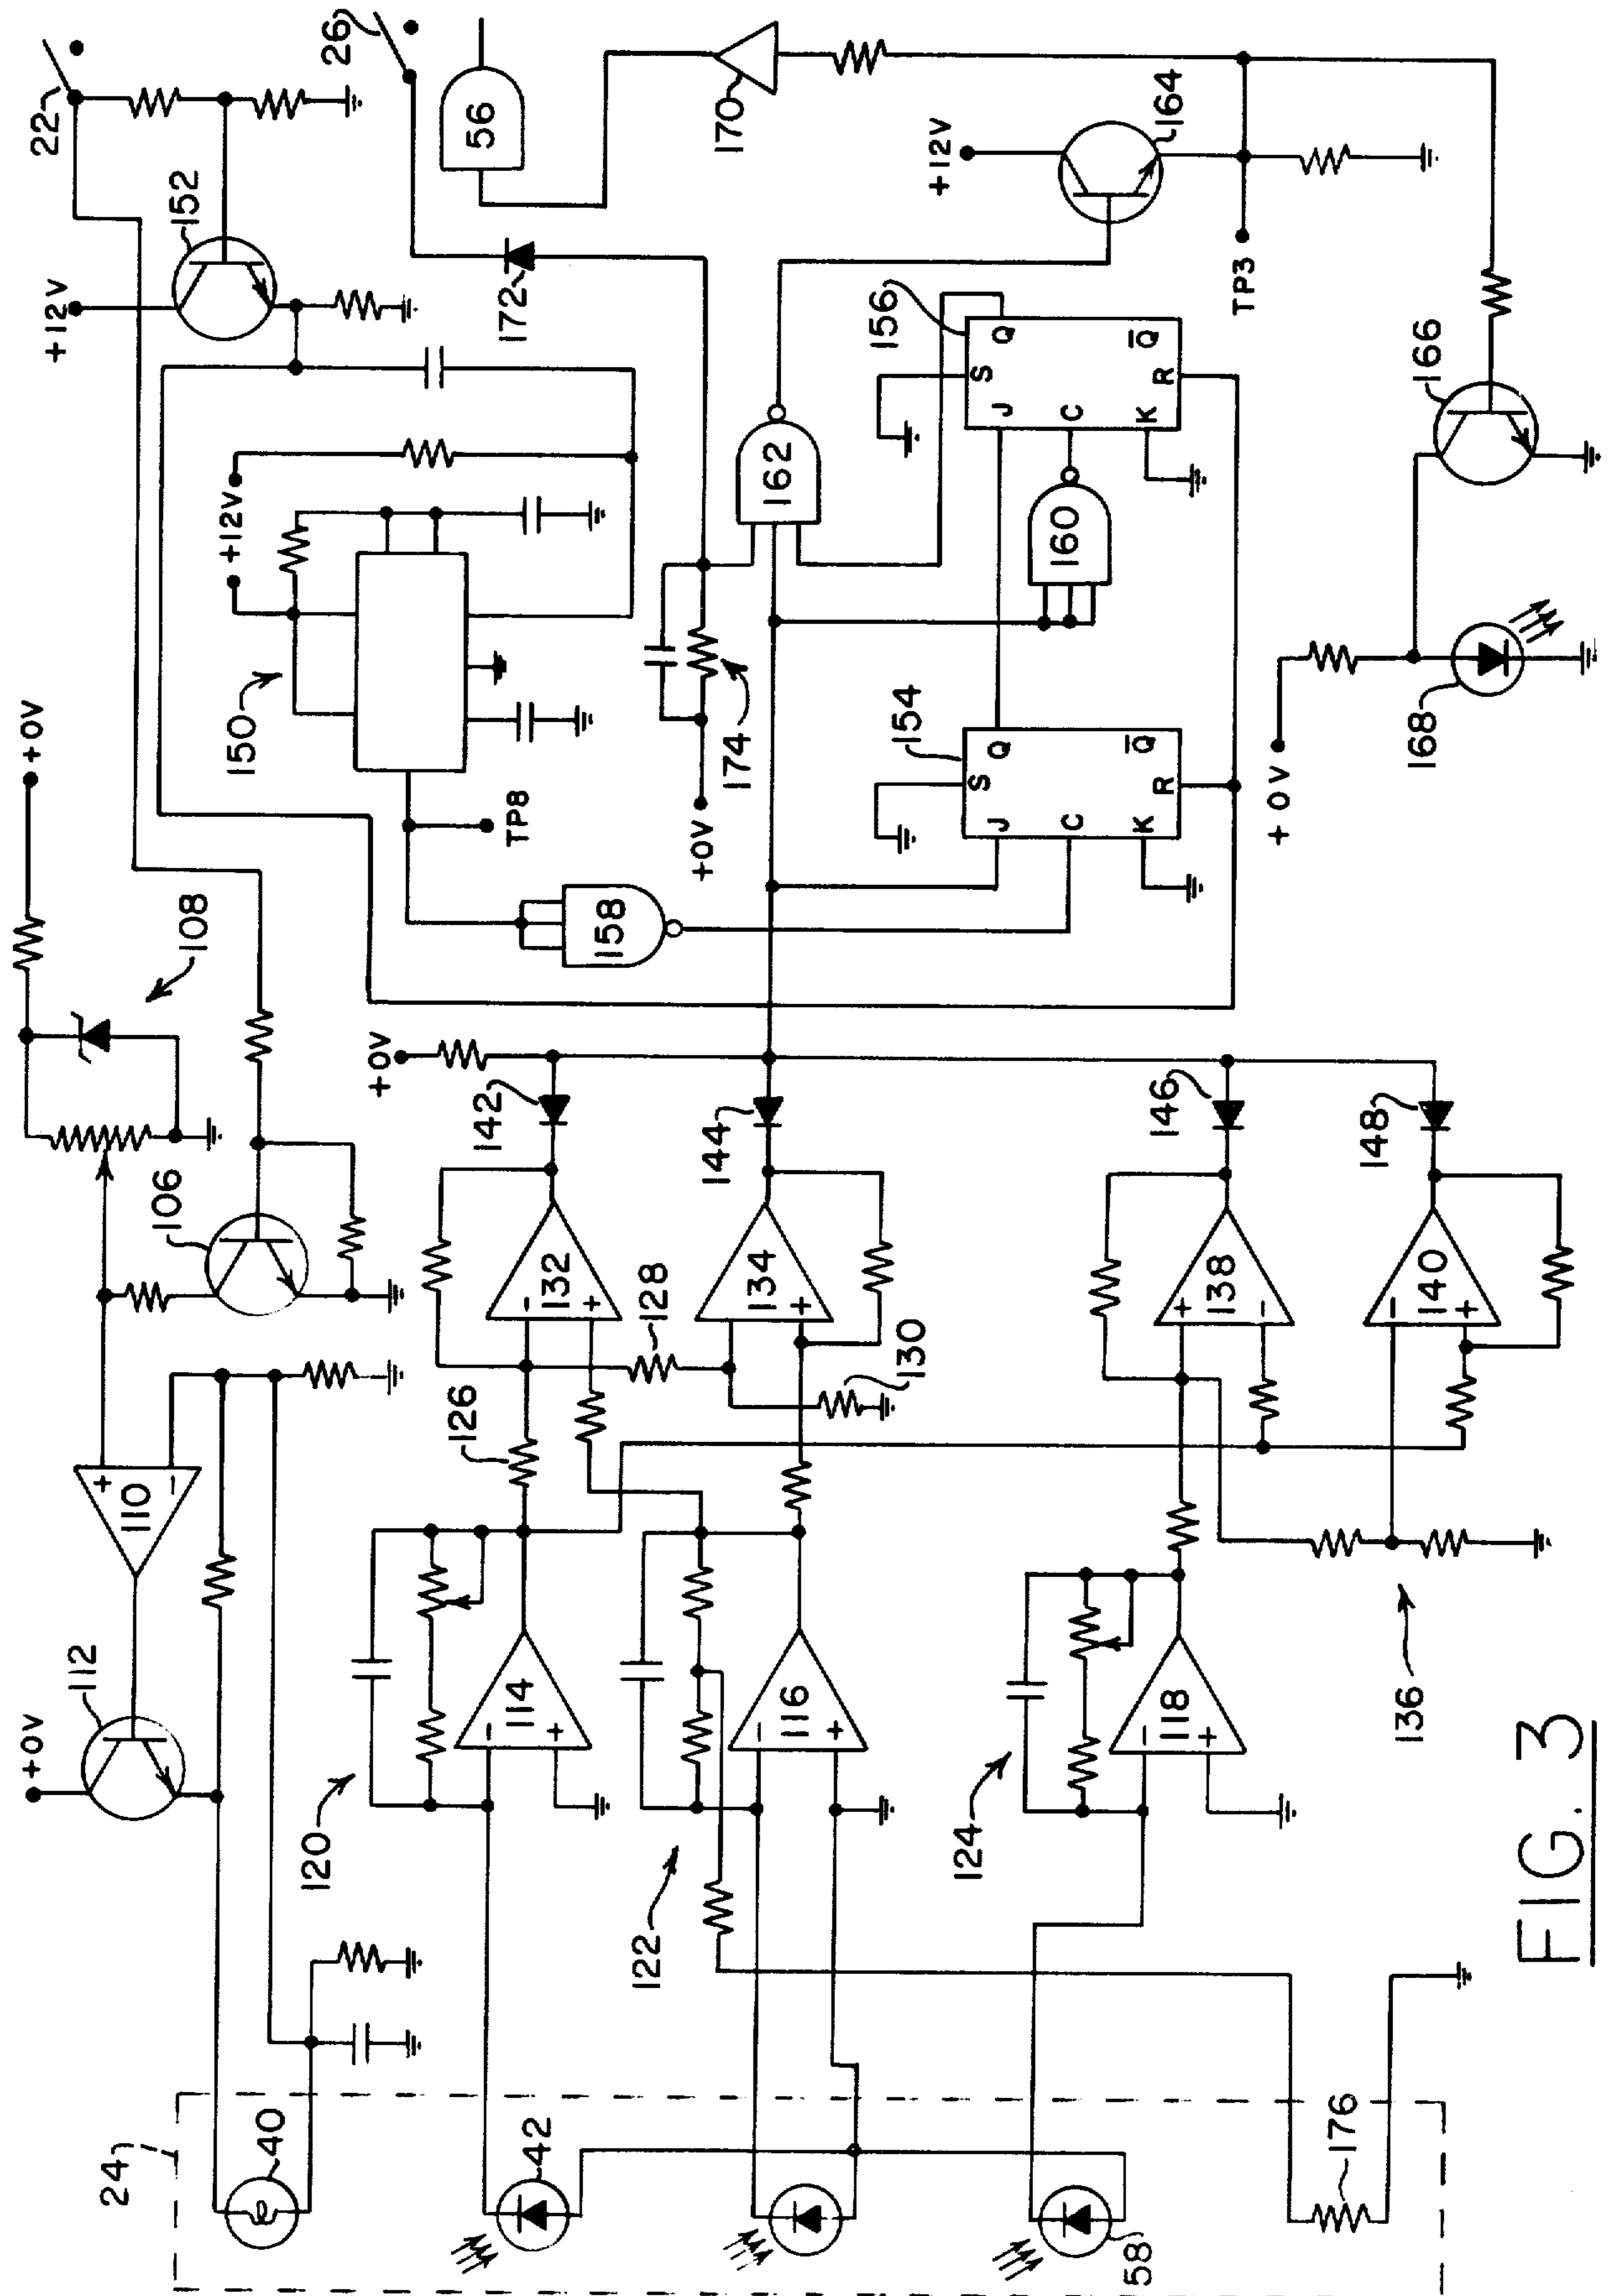 22
26
+12V
152
56
170
+12V
164
172
TP3
+0V
150
+12V
162
156
S
J
Q
C
K
R
Q̅
160
166
108
TP8
158
174
+0V
154
S
J
Q
C
K
R
Q̅
+0V
168
106
+0V
142
144
146
148
+
-
110
-
132
+
134
+
+
138
-
-
140
+
126
128
130
112
+0V
120
-
114
+
122
-
116
+
124
-
118
+
136
24
40
42
58
176
FIG. 3